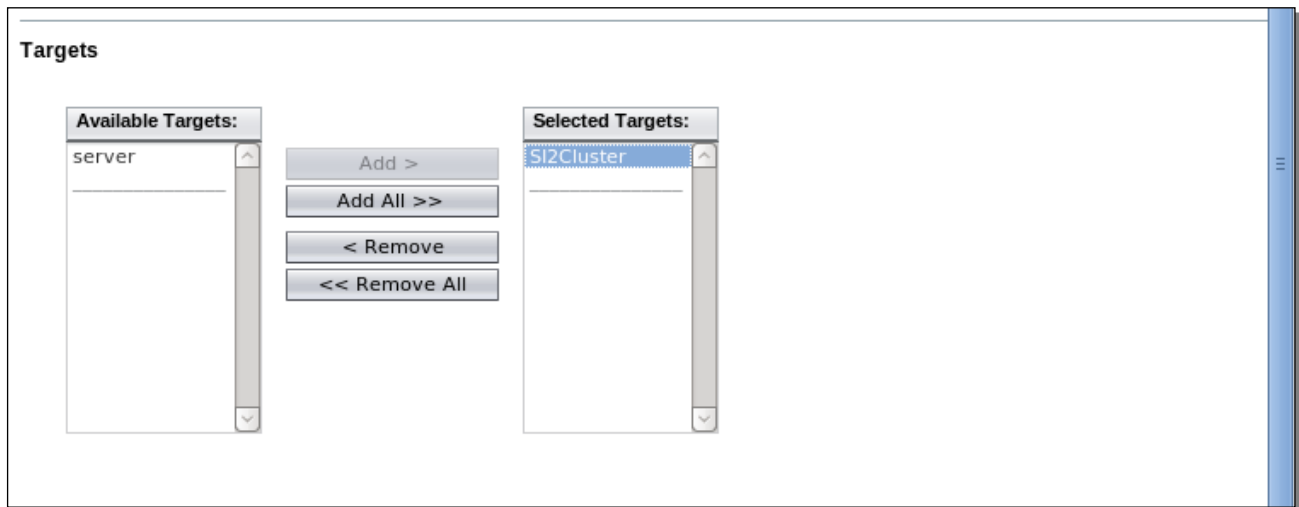 Targets
Available Targets:
server
Add >
Add All >>
< Remove
<< Remove All
Selected Targets:
SI2Cluster